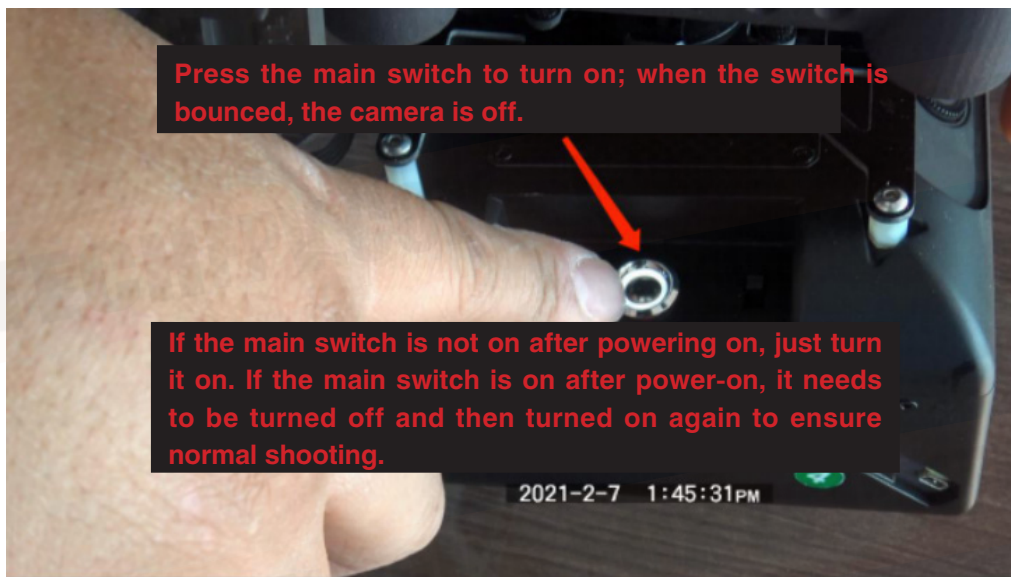 Press the main switch to turn on; when the switch is
bounced, the camera is off.
If the main switch is not on after powering on, just turn
it on. If the main switch is on after power-on, it needs
to be turned off and then turned on again to ensure
normal shooting.
2021-2-7 1:45:31PM